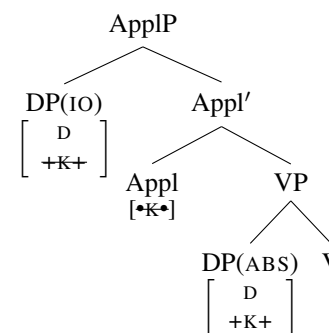 ApplP
DP(IO) Appl′
D
+K+
Appl VP
[•K•]
DP(ABS)
D
+K+